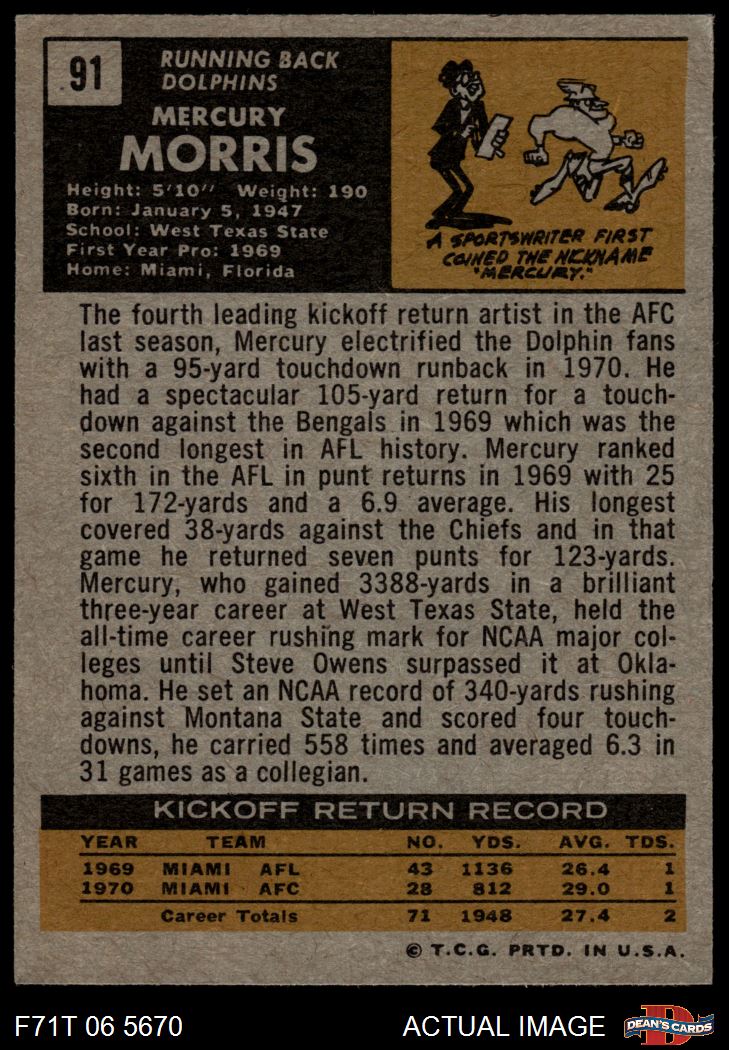 91
RUNNING BACK
DOLPHINS
MERCURY
MORRIS
Height: 5'10" Weight: 190
Born: January 5, 1947
School: West Texas State
First Year Pro: 1969
Home: Miami, Florida
A SPORTSWRITER FIRST
COINED THE NICKNAME
"MERCURY."
The fourth leading kickoff return artist in the AFC
last season, Mercury electrified the Dolphin fans
with a 95-yard touchdown runback in 1970. He
had a spectacular 105-yard return for a touch-
down against the Bengals in 1969 which was the
second longest in AFL history. Mercury ranked
sixth in the AFL in punt returns in 1969 with 25
for 172-yards and a 6.9 average. His longest
covered 38-yards against the Chiefs and in that
game he returned seven punts for 123-yards.
Mercury, who gained 3388-yards in a brilliant
three-year career at West Texas State, held the
all-time career rushing mark for NCAA major col-
leges until Steve Owens surpassed it at Okla-
homa. He set an NCAA record of 340-yards rushing
against Montana State and scored four touch-
downs, he carried 558 times and averaged 6.3 in
31 games as a collegian.
KICKOFF RETURN RECORD
YEAR TEAM NO. YDS. AVG. TDS.
1969 MIAMI AFL 43 1136 26.4 1
1970 MIAMI AFC 28 812 29.0 1
Career Totals 71 1948 27.4 2
© T.C.G. PRTD. IN U.S.A.
F71T 06 5670 ACTUAL IMAGE
D
DEAN'S CARDS